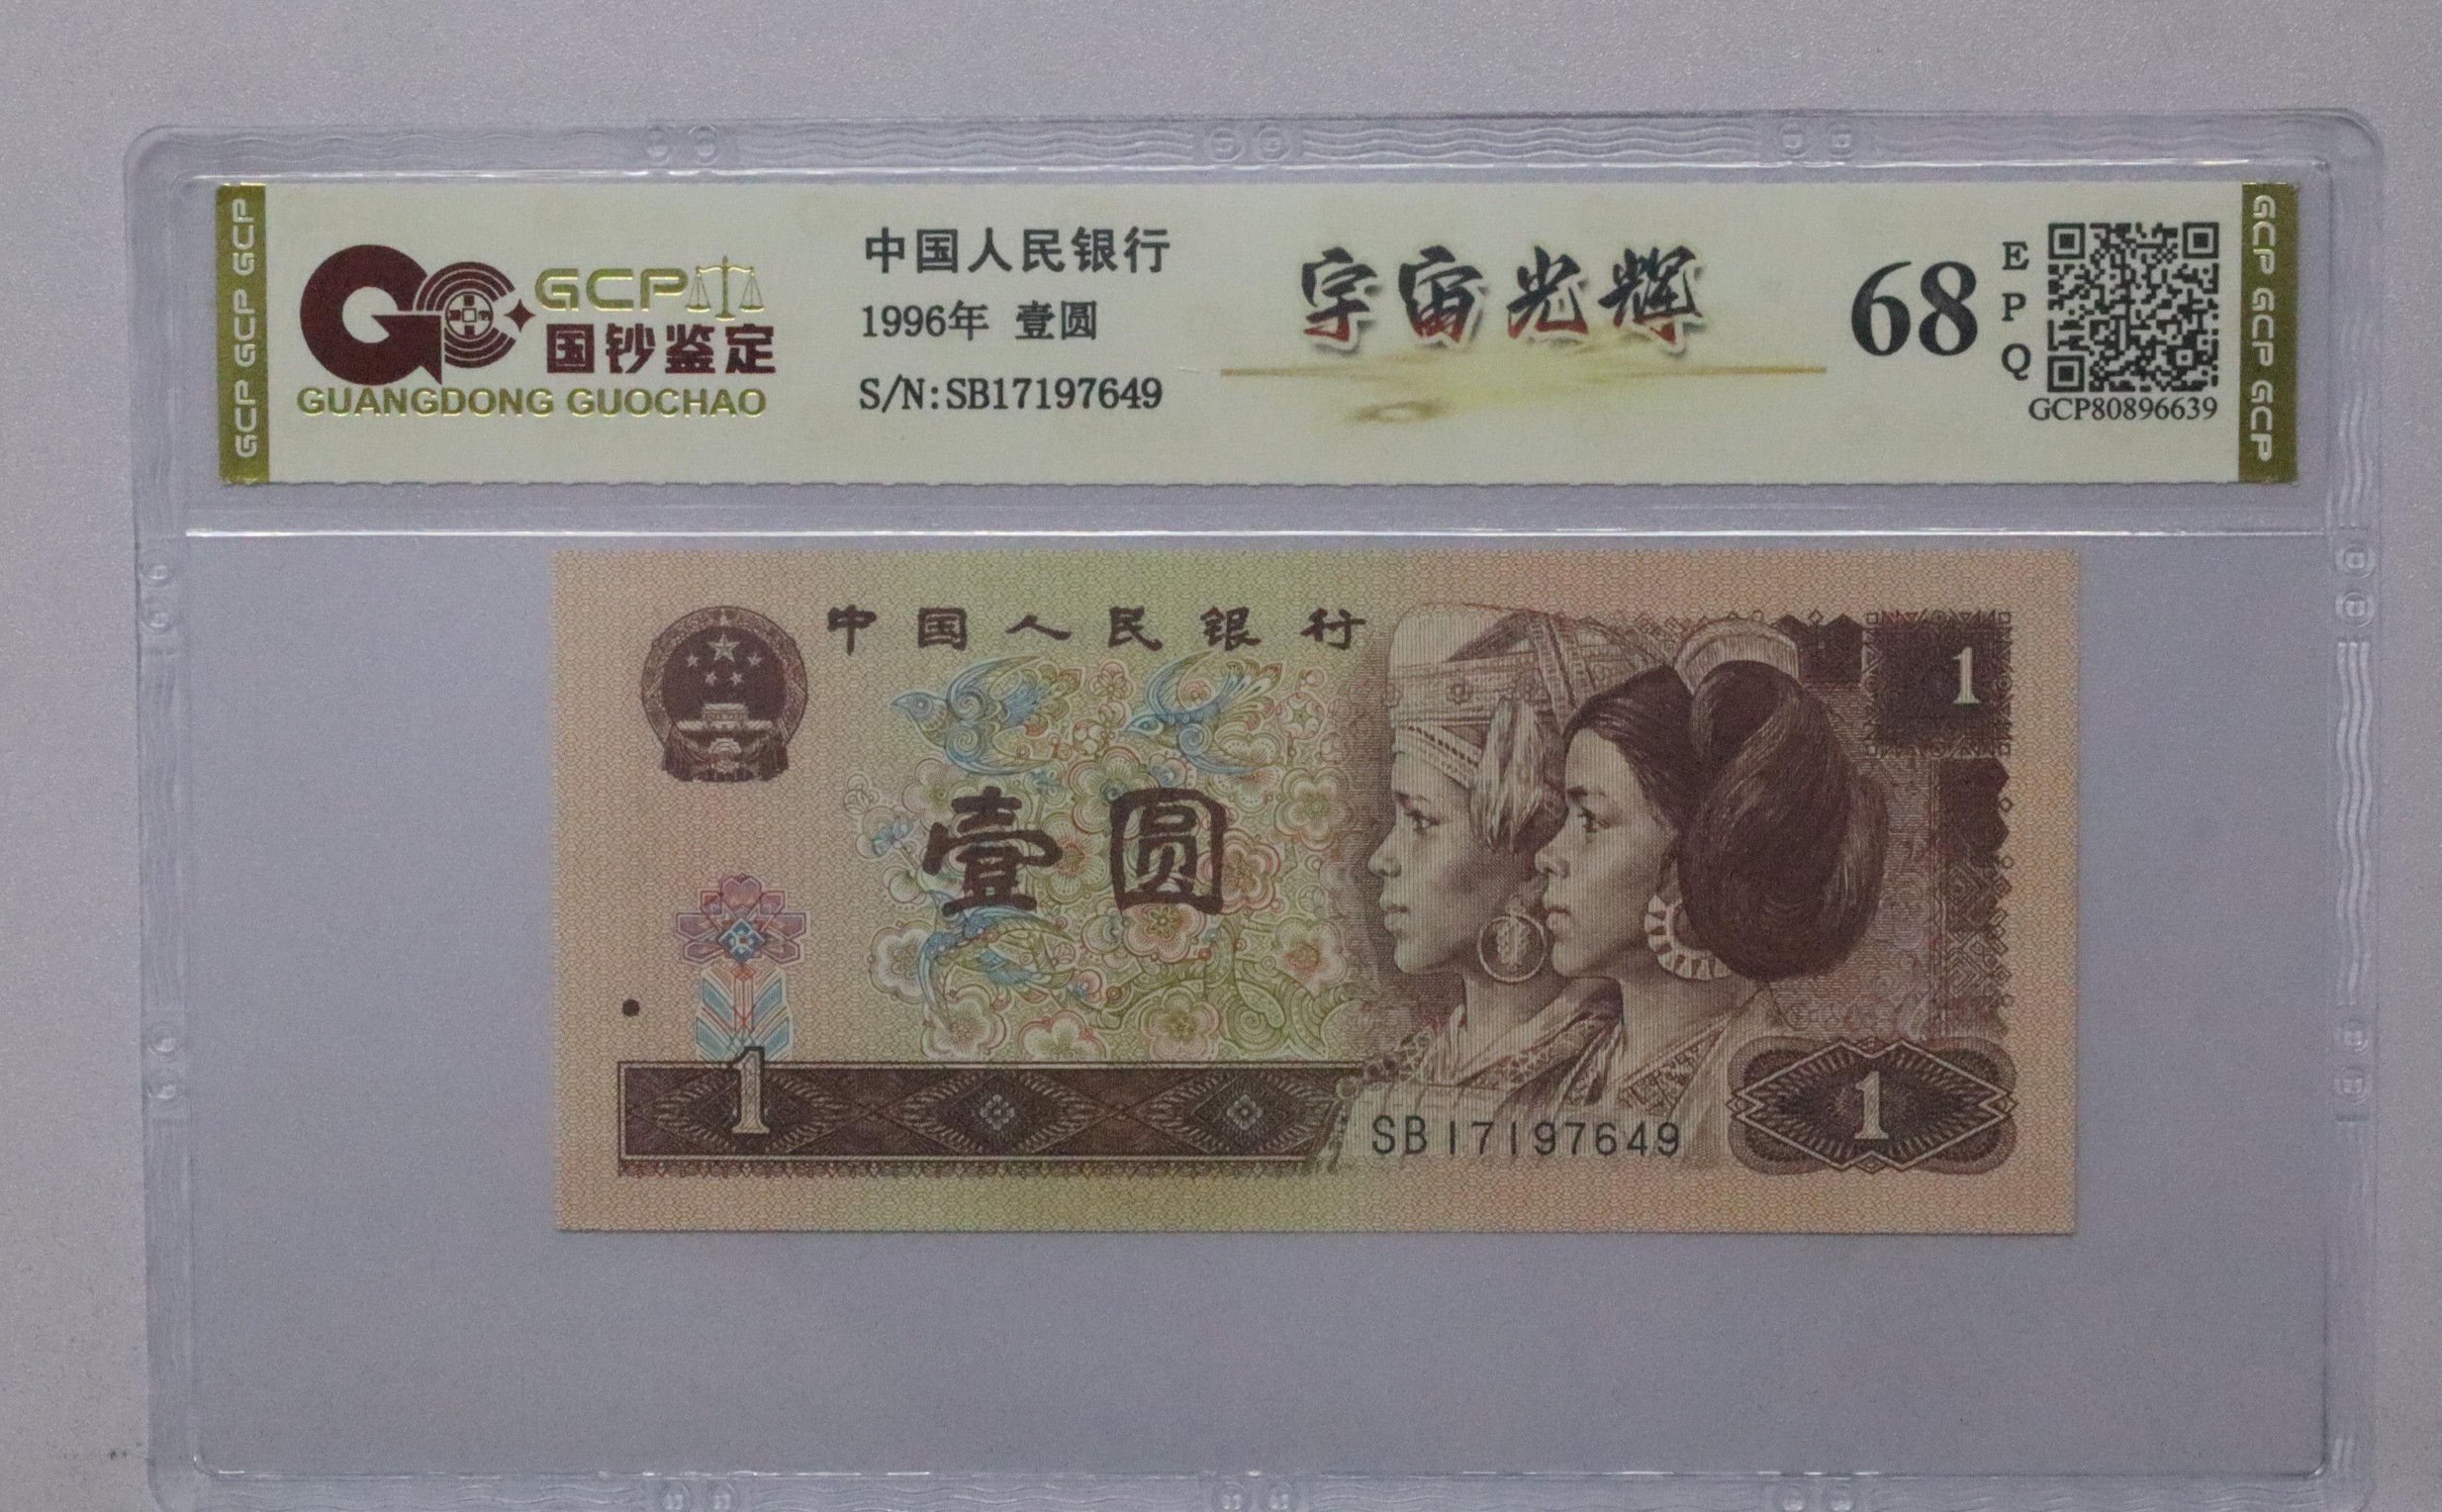 GCP GCP GCP
GCP
国钞鉴定
GUANGDONG GUOCHAO
中国人民银行
1996年 壹圆
S/N:SB17197649
宇宙光辉
68
E
P
Q
GCP80896639
GCP GCP GCP
中国人民银行
1
壹圆
1
SB17197649
1